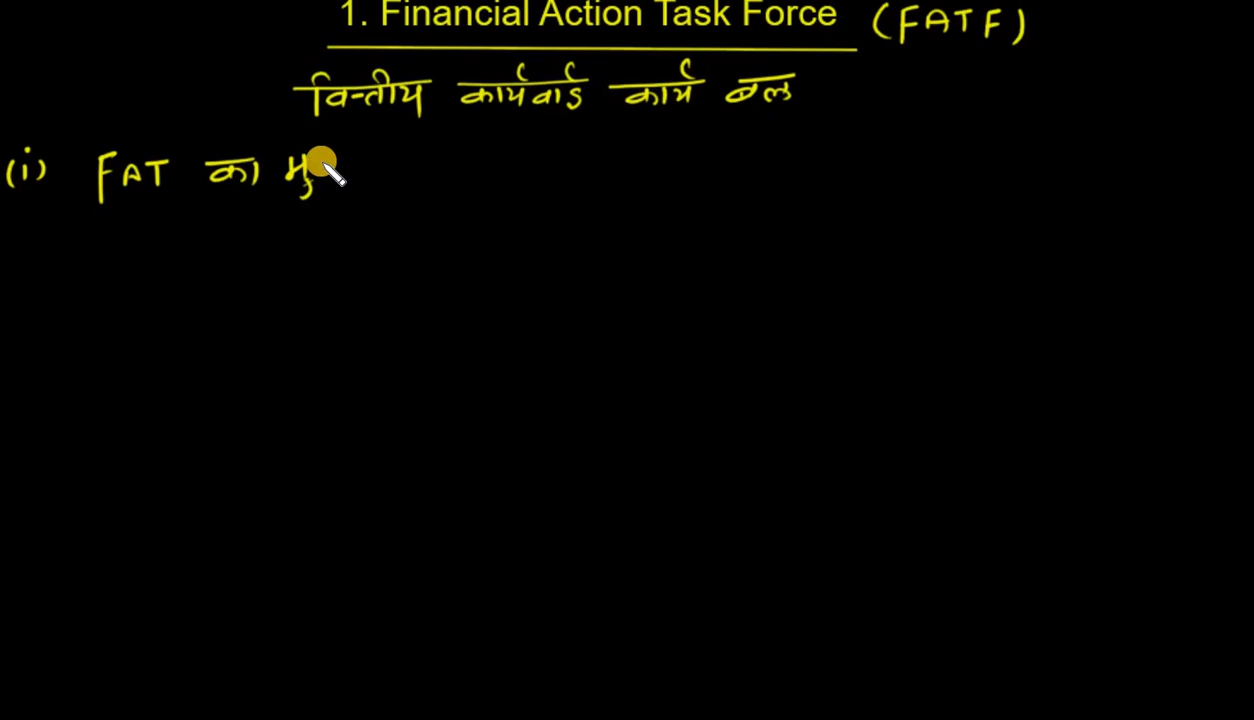 1. Financial Action Task Force (FATF)
वित्तीय कार्यवाई कार्य बल
(i) FAT का मु